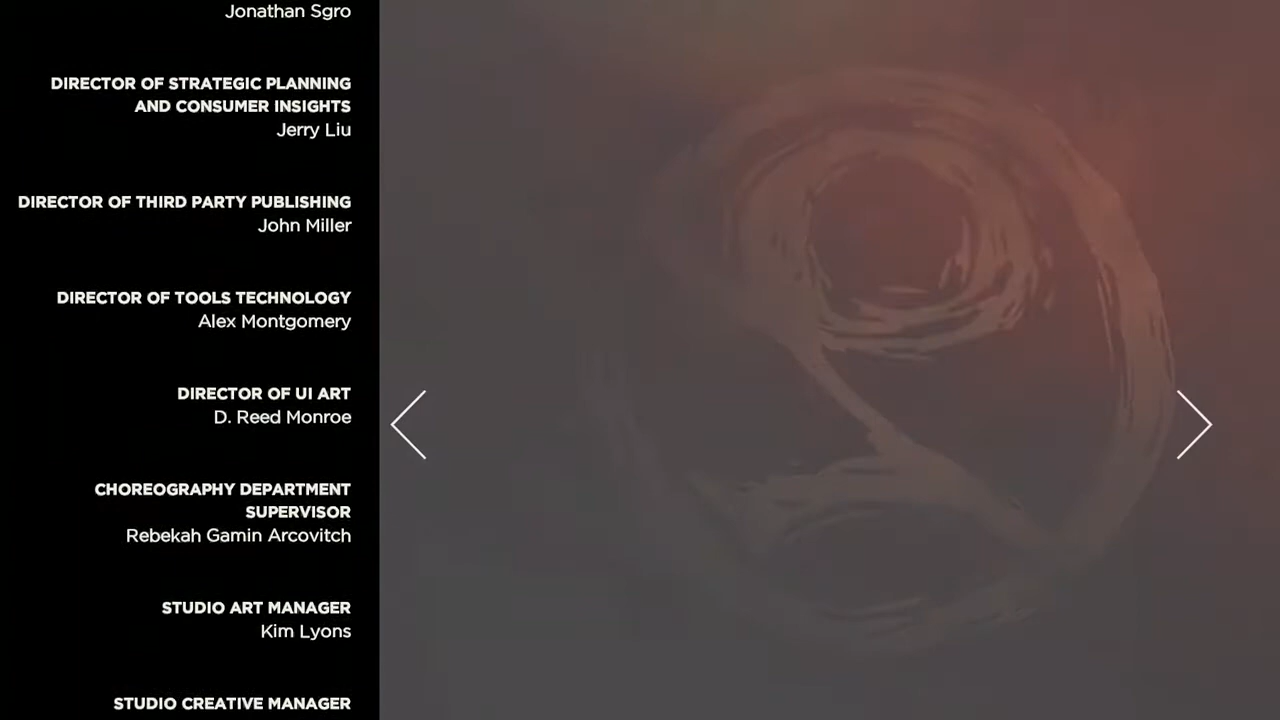 Jonathan Sgro
DIRECTOR OF STRATEGIC PLANNING
AND CONSUMER INSIGHTS
Jerry Liu
DIRECTOR OF THIRD PARTY PUBLISHING
John Miller
DIRECTOR OF TOOLS TECHNOLOGY
Alex Montgomery
DIRECTOR OF UI ART
D. Reed Monroe
CHOREOGRAPHY DEPARTMENT
SUPERVISOR
Rebekah Gamin Arcovitch
STUDIO ART MANAGER
Kim Lyons
STUDIO CREATIVE MANAGER